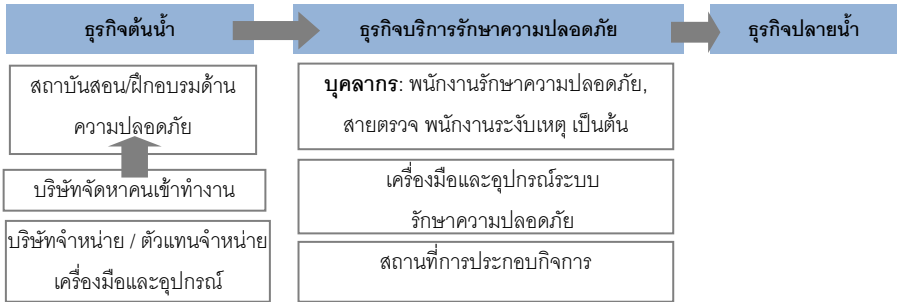 ธุรกิจต้นน้ำ
ธุรกิจบริการรักษาความปลอดภัย
ธุรกิจปลายน้ำ
สถาบันสอน/ฝึกอบรมด้าน
ความปลอดภัย
บริษัทจัดหาคนเข้าทำงาน
บริษัทจำหน่าย / ตัวแทนจำหน่าย
เครื่องมือและอุปกรณ์
บุคลากร: พนักงานรักษาความปลอดภัย,
สายตรวจ พนักงานระงับเหตุ เป็นต้น
เครื่องมือและอุปกรณ์ระบบ
รักษาความปลอดภัย
สถานที่การประกอบกิจการ